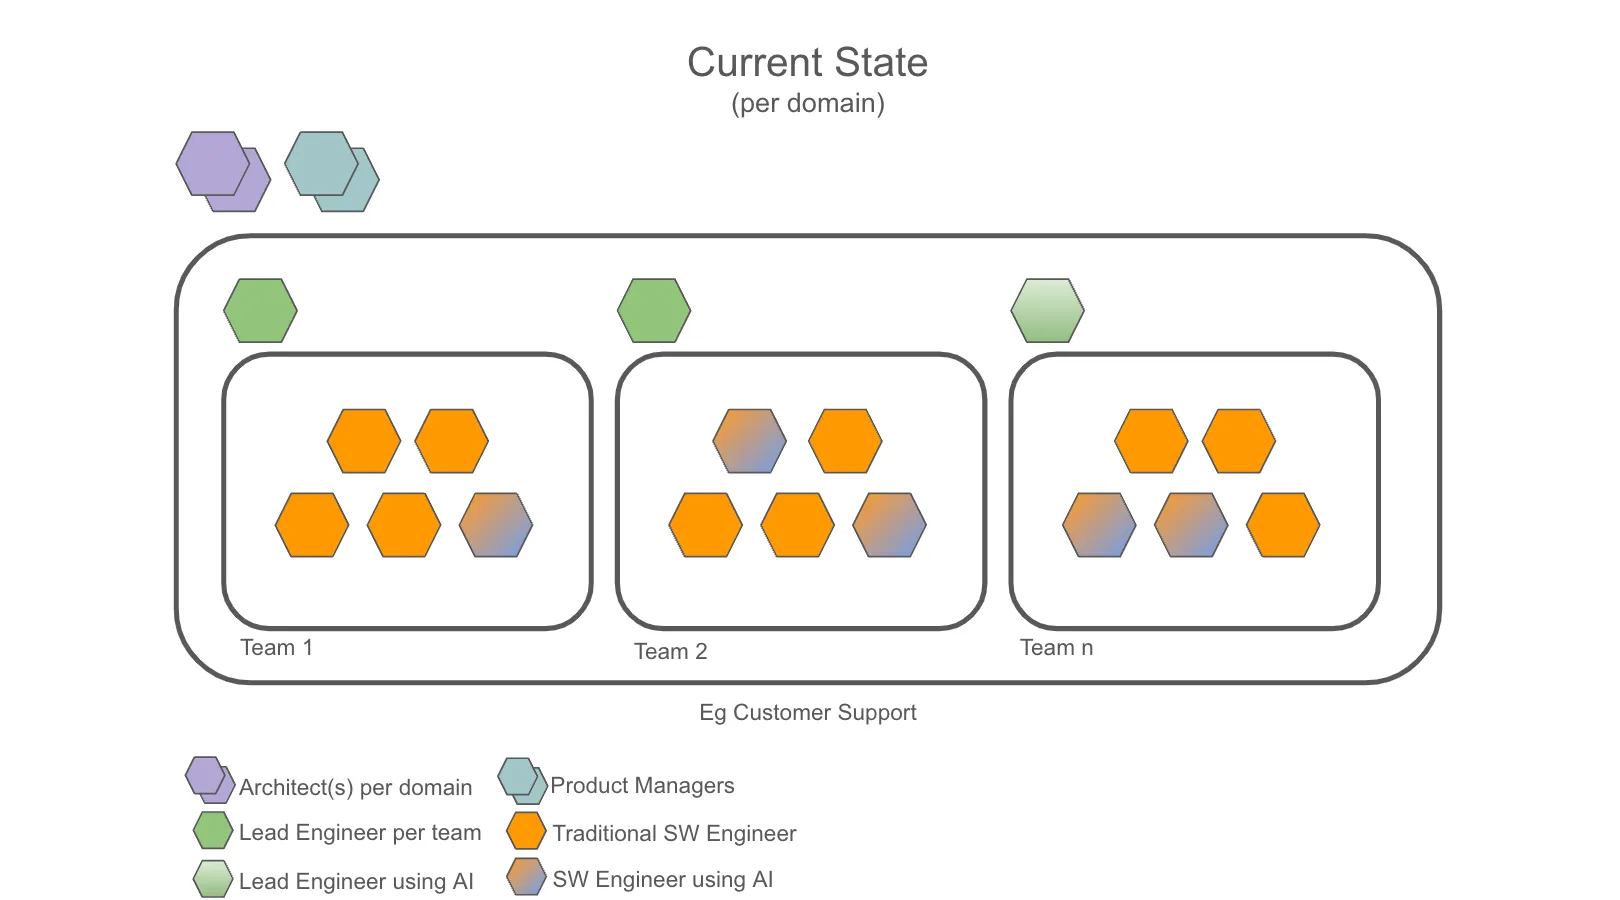 Current State
(per domain)
Team 1
Team 2
Team n
Eg Customer Support
Architect(s) per domain
Product Managers
Lead Engineer per team
Traditional SW Engineer
Lead Engineer using AI
SW Engineer using AI